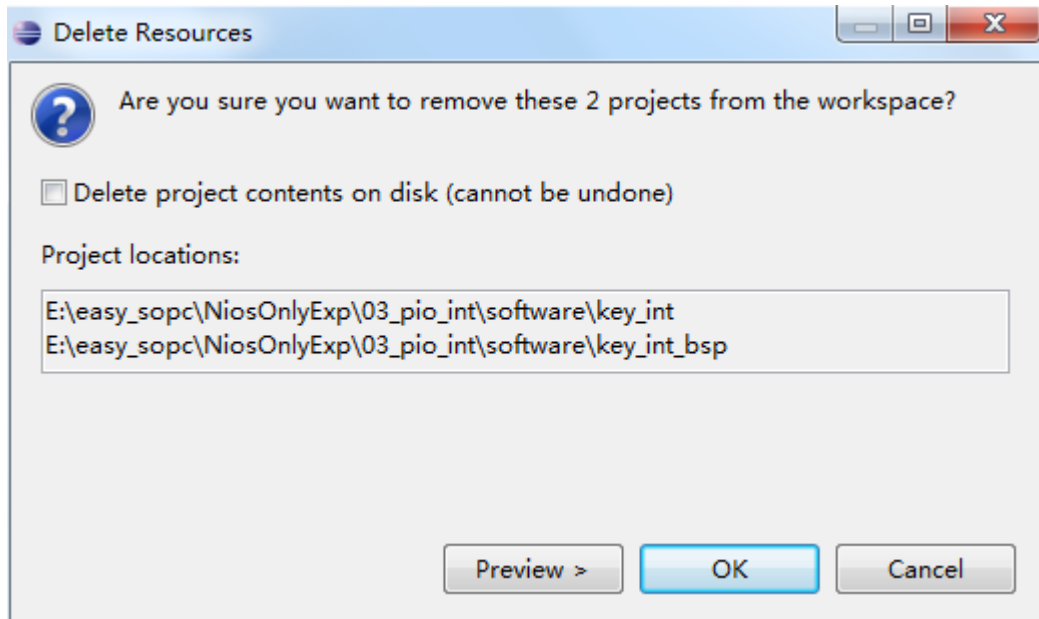 Delete Resources
Are you sure you want to remove these 2 projects from the workspace?
Delete project contents on disk (cannot be undone)
Project locations:
E:\easy_sopc\NiosOnlyExp\03_pio_int\software\key_int
E:\easy_sopc\NiosOnlyExp\03_pio_int\software\key_int_bsp
Preview > OK Cancel